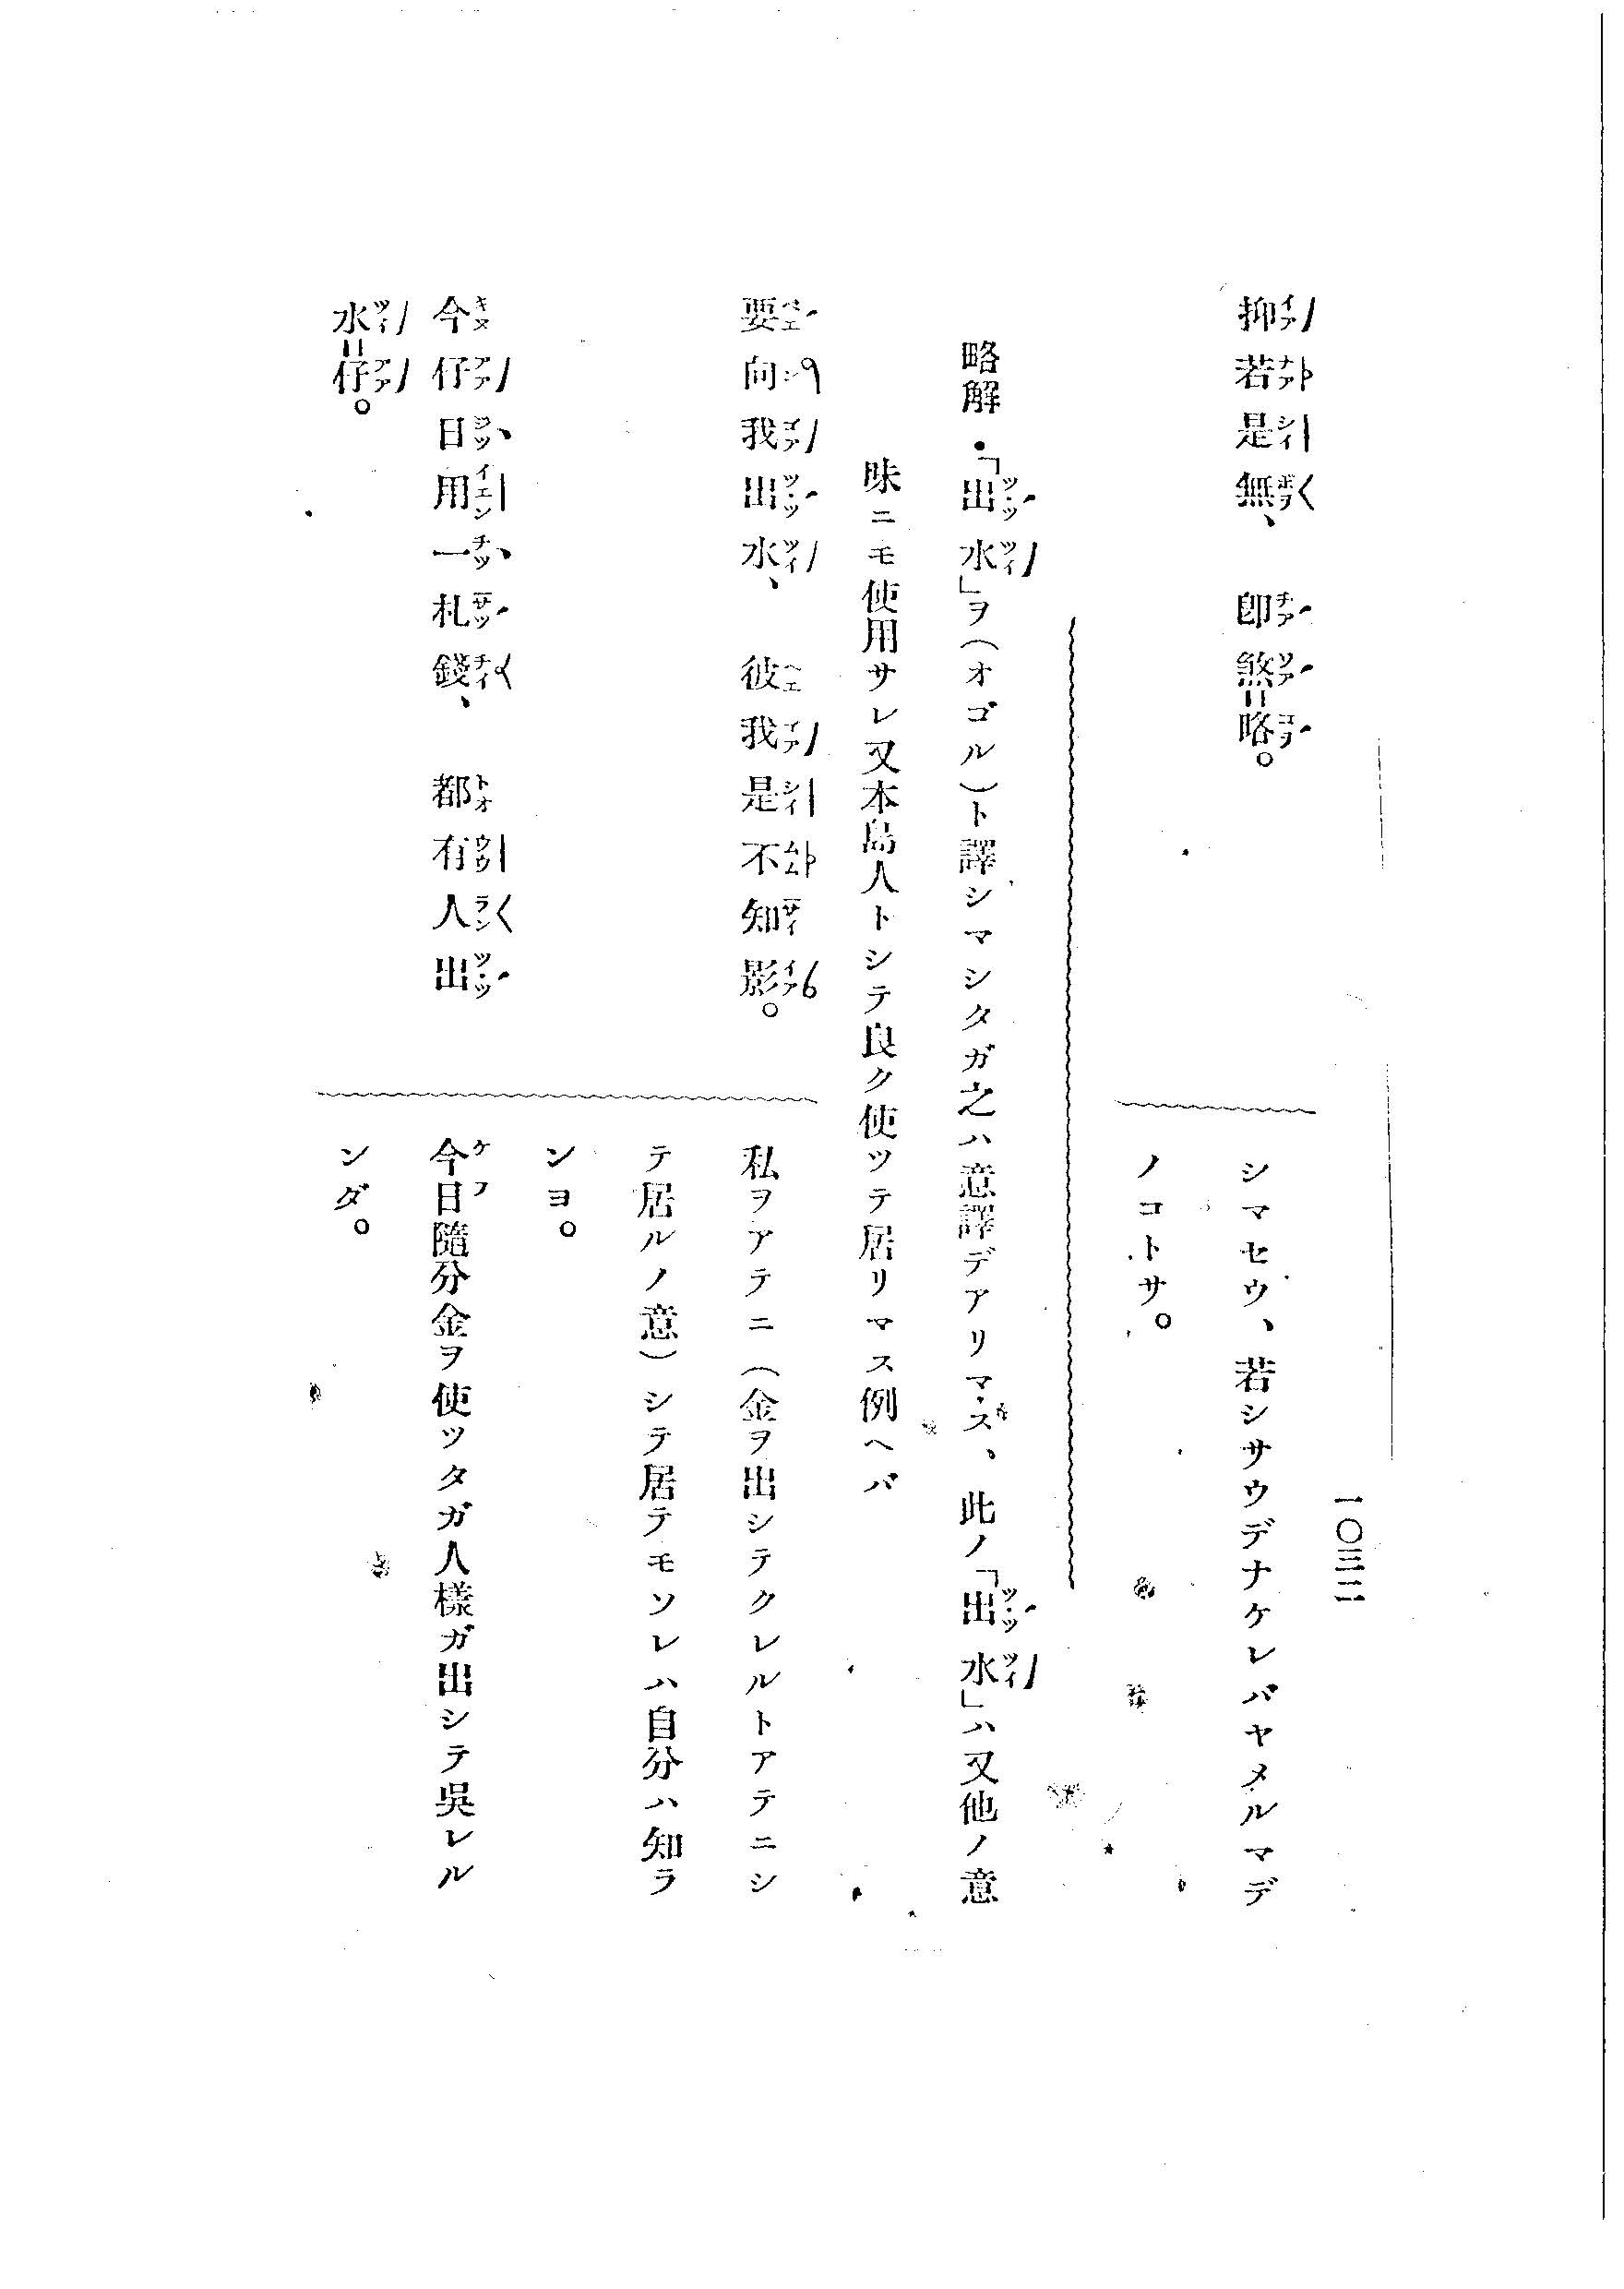 一〇三二
抑若是無、卽煞=略。
シマセウ、若シサウデナケレバヤメルマデ
ノコトサ。
略解・「出水」ヲ(オゴル)ト譯シマシタガ之ハ意譯デアリマス、此ノ「出水」ハ又他ノ意
味ニモ使用サレ又本島人トシテ良ク使ツテ居リマス例ヘバ
要向我出水、彼我是不知影。
私ヲアテニ(金ヲ出シテクレルトアテニシ
テ居ルノ意)シテ居テモソレハ自分ハ知ラ
ンヨ。
今仔日用一札錢、都有人出
水=仔。
今日隨分金ヲ使ツタガ人樣ガ出シテ吳レル
ンダ。